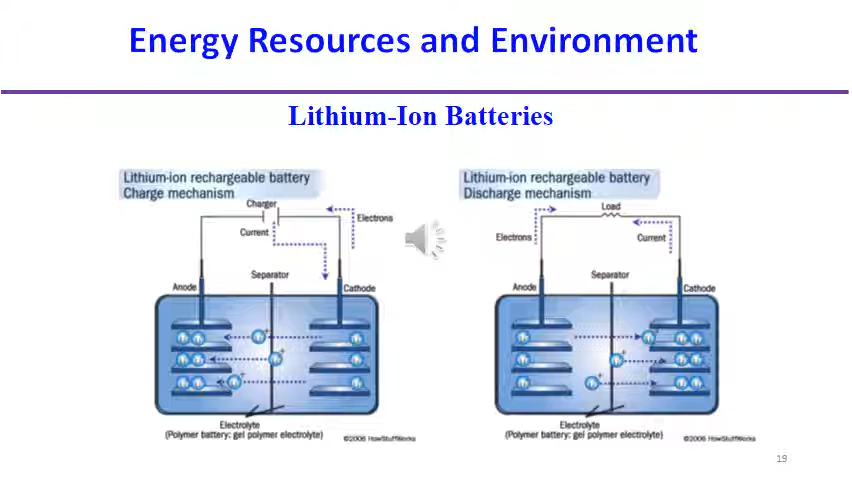 Energy Resources and Environment
Lithium-Ion Batteries
Lithium-ion rechargeable battery
Charge mechanism
Charger
Electrons
Current
Anode
Separator
Cathode
Electrolyte
(Polymer battery: gel polymer electrolyte)
©2006 HowStuffWorks
Lithium-ion rechargeable battery
Discharge mechanism
Load
Electrons
Current
Anode
Separator
Cathode
Electrolyte
(Polymer battery: gel polymer electrolyte)
©2006 HowStuffWorks
19